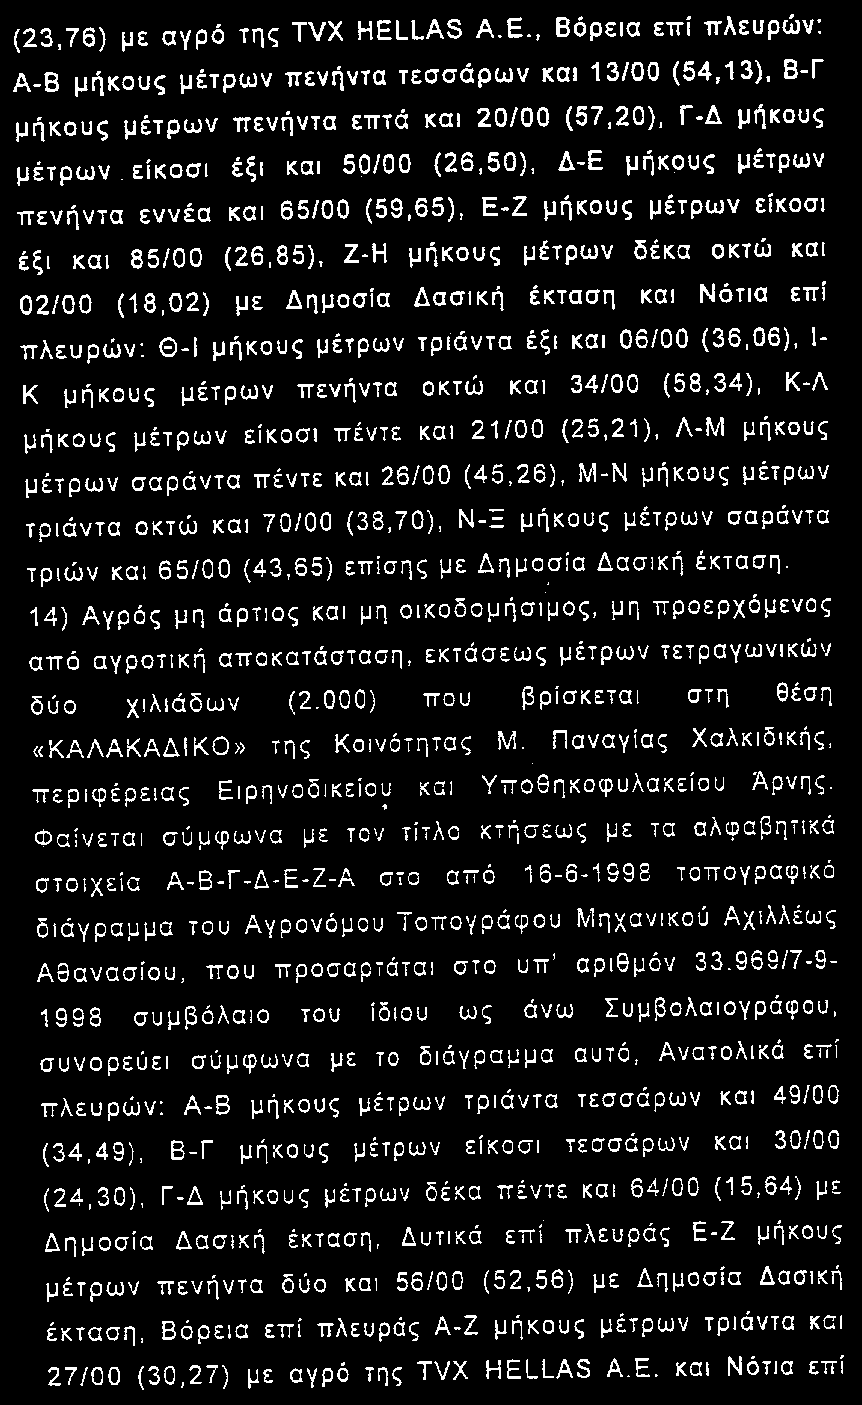 (23,76) με αγρό της TVX HELLAS A.E., Βόρεια επί πλευρών:
Α-Β μήκους μέτρων πενήντα τεσσάρων και 13/00 (54,13), Β-Γ
μήκους μέτρων πενήντα επτά και 20/00 (57,20), Γ-Δ μήκους
μέτρων είκοσι έξι και 50/00 (26,50), Δ-Ε μήκους μέτρων
πενήντα εννέα και 65/00 (59,65), Ε-Ζ μήκους μέτρων είκοσι
έξι και 85/00 (26,85), Ζ-Η μήκους μέτρων δέκα οκτώ και
02/00 (18,02) με Δημοσία Δασική έκταση και Νότια επί
πλευρών: Θ-Ι μήκους μέτρων τριάντα έξι και 06/00 (36,06), Ι-
Κ μήκους μέτρων πενήντα οκτώ και 34/00 (58,34), Κ-Λ
μήκους μέτρων είκοσι πέντε και 21/00 (25,21), Λ-Μ μήκους
μέτρων σαράντα πέντε και 26/00 (45,26), Μ-Ν μήκους μέτρων
τριάντα οκτώ και 70/00 (38,70), Ν-Ξ μήκους μέτρων σαράντα
τριών και 65/00 (43,65) επίσης με Δημοσία Δασική έκταση.
14) Αγρός μη άρτιος και μη οικοδομήσιμος, μη προερχόμενος
από αγροτική αποκατάσταση, εκτάσεως μέτρων τετραγωνικών
δύο χιλιάδων (2.000) που βρίσκεται στη θέση
«ΚΑΛΑΚΑΔΙΚΟ» της Κοινότητας Μ. Παναγίας Χαλκιδικής,
περιφέρειας Ειρηνοδικείου και Υποθηκοφυλακείου Άρνης.
Φαίνεται σύμφωνα με τον τίτλο κτήσεως με τα αλφαβητικά
στοιχεία Α-Β-Γ-Δ-Ε-Ζ-Α στο από 16-6-1998 τοπογραφικό
διάγραμμα του Αγρονόμου Τοπογράφου Μηχανικού Αχιλλέως
Αθανασίου, που προσαρτάται στο υπ' αριθμόν 33.969/7-9-
1998 συμβόλαιο του ίδιου ως άνω Συμβολαιογράφου,
συνορεύει σύμφωνα με το διάγραμμα αυτό, Ανατολικά επί
πλευρών: Α-Β μήκους μέτρων τριάντα τεσσάρων και 49/00
(34,49), Β-Γ μήκους μέτρων είκοσι τεσσάρων και 30/00
(24,30), Γ-Δ μήκους μέτρων δέκα πέντε και 64/00 (15,64) με
Δημοσία Δασική έκταση, Δυτικά επί πλευράς Ε-Ζ μήκους
μέτρων πενήντα δύο και 56/00 (52,56) με Δημοσία Δασική
έκταση, Βόρεια επί πλευράς Α-Ζ μήκους μέτρων τριάντα και
27/00 (30,27) με αγρό της TVX HELLAS A.E. και Νότια επί